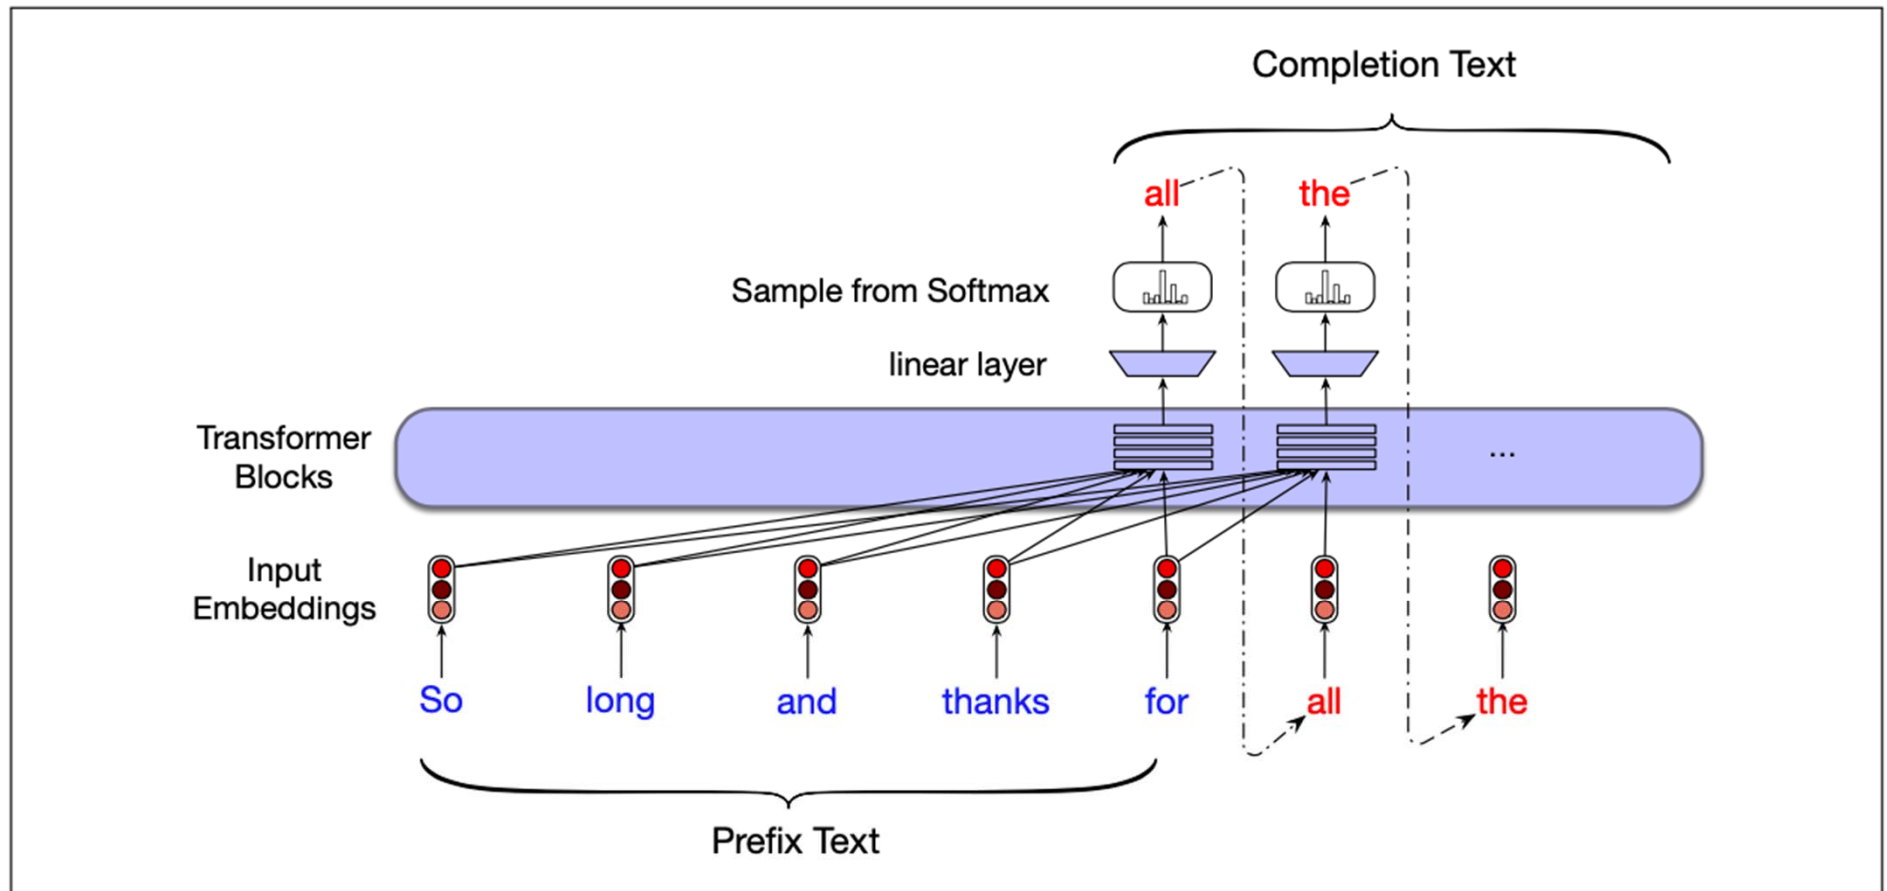 Completion Text
all the
Sample from Softmax
linear layer
Transformer
Blocks
...
Input
Embeddings
So long and thanks for all the
Prefix Text